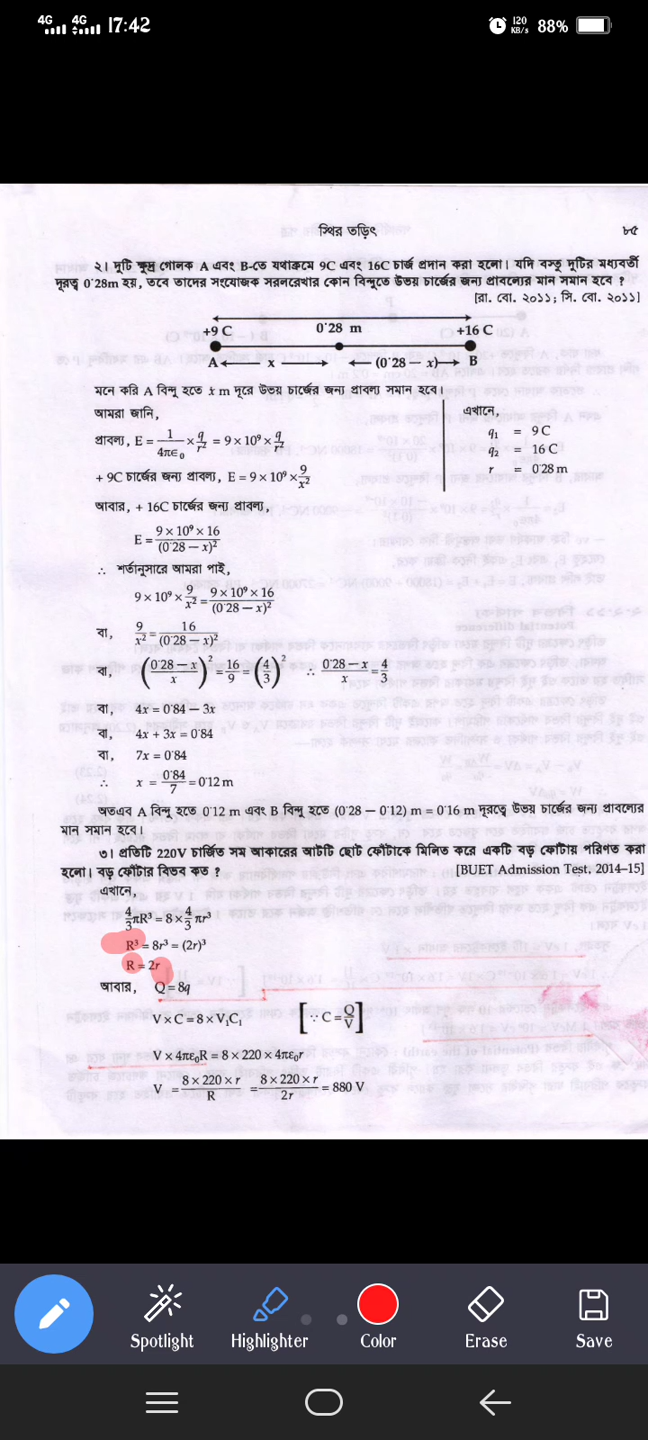 4G 4G 17:42 120 KB/s 88%
স্থির তড়িৎ ৮৫
২। দুটি ক্ষুদ্র গোলক A এবং B-তে যথাক্রমে 9C এবং 16C চার্জ প্রদান করা হলো। যদি বস্তু দুটির মধ্যবর্তী
দূরত্ব 0·28m হয়, তবে তাদের সংযোজক সরলরেখার কোন বিন্দুতে উভয় চার্জের জন্য প্রাবল্যের মান সমান হবে ?
[রা. বো. ২০১১; সি. বো. ২০১১]
+9 C 0·28 m +16 C
A x (0·28 – x) B
মনে করি A বিন্দু হতে x m দূরে উভয় চার্জের জন্য প্রাবল্য সমান হবে।
আমরা জানি,
এখানে,
q₁ = 9 C
q₂ = 16 C
r = 0·28 m
প্রাবল্য, E = 1/4π∈₀ × q/r² = 9 × 10⁹ × q/r²
+ 9C চার্জের জন্য প্রাবল্য, E = 9 × 10⁹ × 9/x²
আবার, + 16C চার্জের জন্য প্রাবল্য,
E = 9 × 10⁹ × 16/(0·28 – x)²
∴ শর্তানুসারে আমরা পাই,
9 × 10⁹ × 9/x² = 9 × 10⁹ × 16/(0·28 – x)²
বা, 9/x² = 16/(0·28 – x)²
বা, (0·28 – x/x)² = 16/9 = (4/3)² ∴ 0·28 – x/x = 4/3
বা, 4x = 0·84 – 3x
বা, 4x + 3x = 0·84
বা, 7x = 0·84
∴ x = 0·84/7 = 0·12 m
অতএব A বিন্দু হতে 0·12 m এবং B বিন্দু হতে (0·28 – 0·12) m = 0·16 m দূরত্বে উভয় চার্জের জন্য প্রাবল্যের
মান সমান হবে।
৩। প্রতিটি 220V চার্জিত সম আকারের আটটি ছোট ফোঁটাকে মিলিত করে একটি বড় ফোটায় পরিণত করা
হলো। বড় ফোঁটার বিভব কত ? [BUET Admission Test, 2014–15]
এখানে,
4/3 πR³ = 8 × 4/3 πr³
R³ = 8r³ = (2r)³
R = 2r
আবার, Q = 8q
V × C = 8 × V₁C₁ [∵ C = Q/V]
V × 4πε₀R = 8 × 220 × 4πε₀r
V = 8 × 220 × r/R = 8 × 220 × r/2r = 880 V
Spotlight Highlighter Color Erase Save